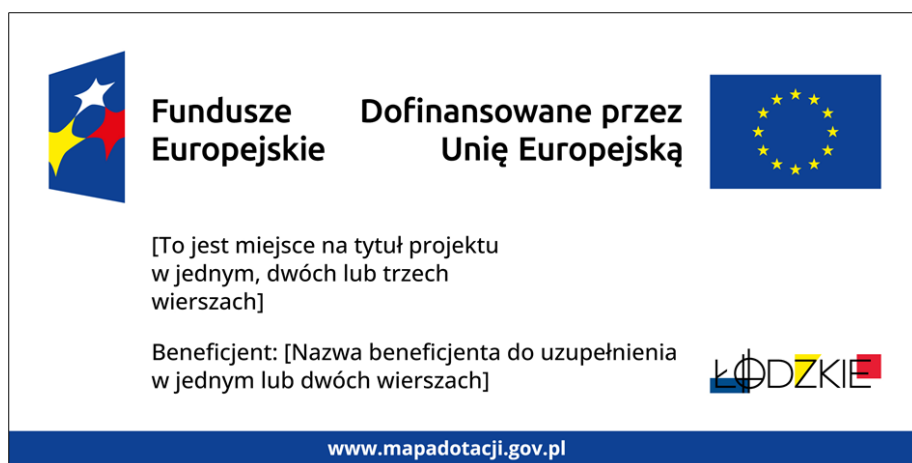 Fundusze
Europejskie
Dofinansowane przez
Unię Europejską
[To jest miejsce na tytuł projektu
w jednym, dwóch lub trzech
wierszach]
Beneficjent: [Nazwa beneficjenta do uzupełnienia
w jednym lub dwóch wierszach]
ŁÓDZKIE
www.mapadotacji.gov.pl